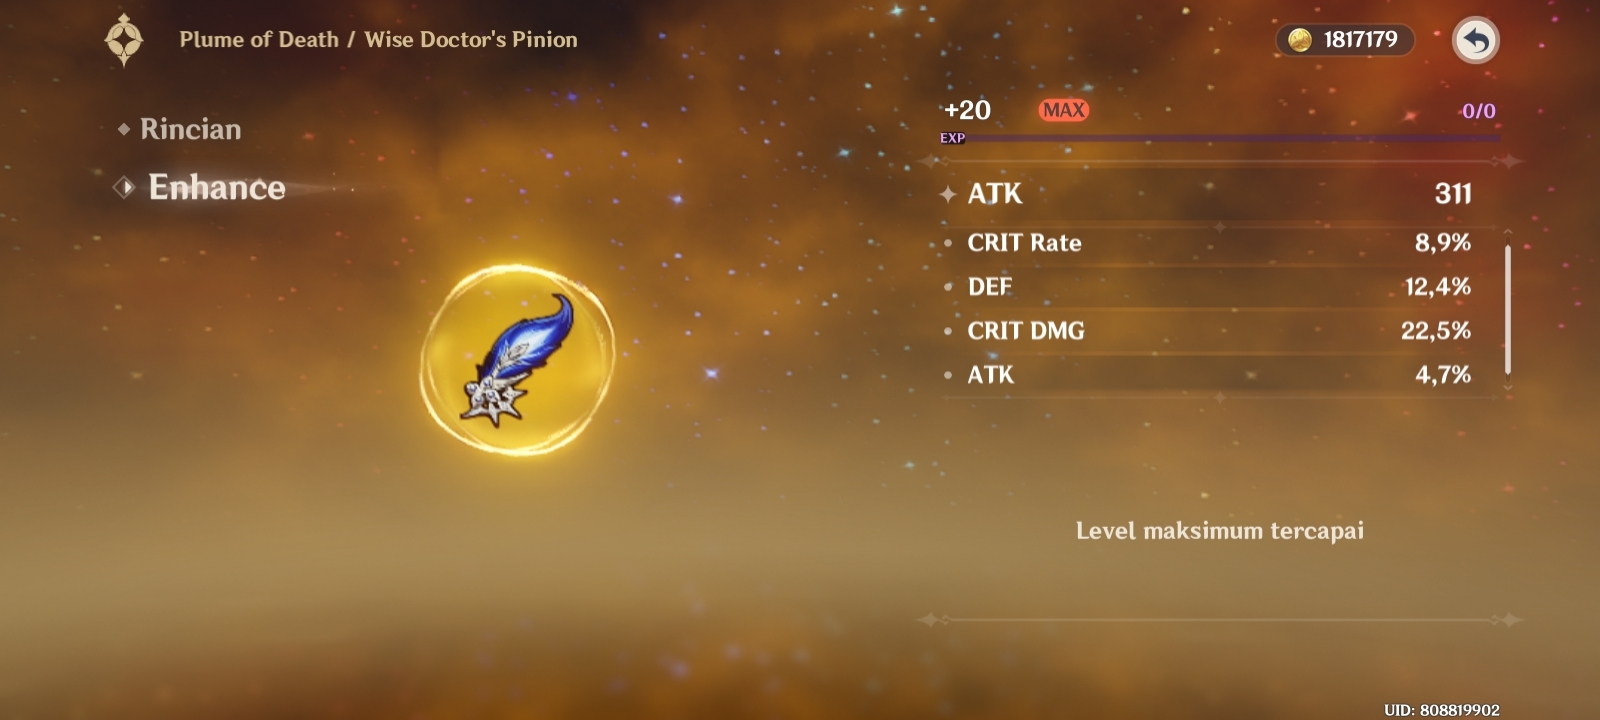 Plume of Death / Wise Doctor's Pinion
1817179
Rincian
Enhance
+20 MAX 0/0
EXP
ATK 311
CRIT Rate 8,9%
DEF 12,4%
CRIT DMG 22,5%
ATK 4,7%
Level maksimum tercapai
UID: 808819902